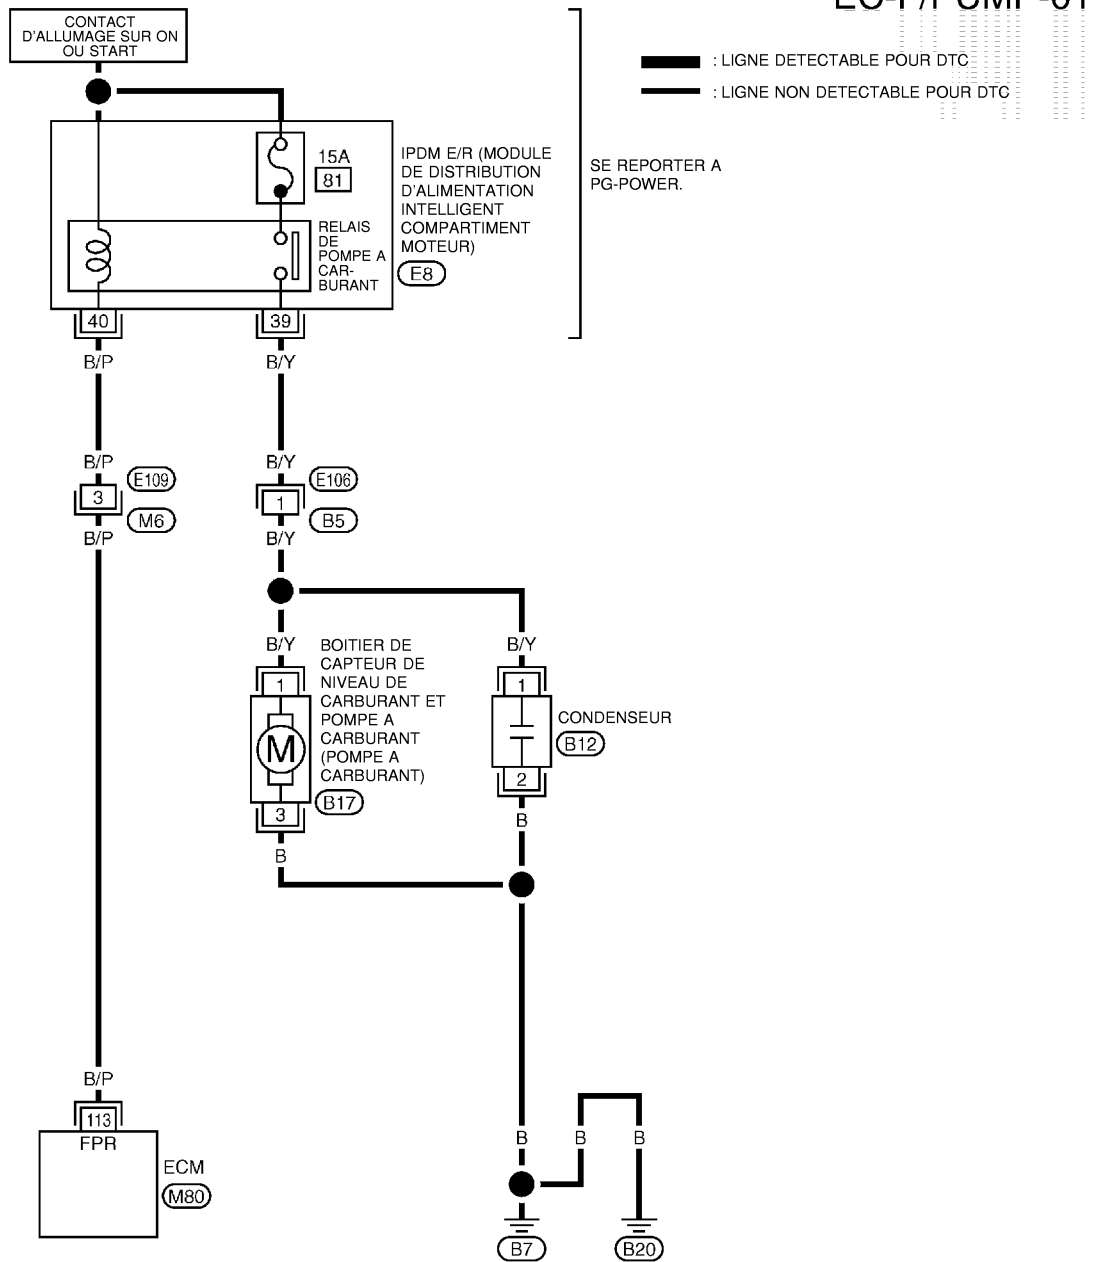 EC-F/PUMP-01
CONTACT
D'ALLUMAGE SUR ON
OU START
: LIGNE DETECTABLE POUR DTC
: LIGNE NON DETECTABLE POUR DTC
15A
81
IPDM E/R (MODULE
DE DISTRIBUTION
D'ALIMENTATION
INTELLIGENT
COMPARTIMENT
MOTEUR)
E8
SE REPORTER A
PG-POWER.
RELAIS
DE
POMPE A
CAR-
BURANT
40
39
B/P
B/Y
B/P
B/Y
E109
E106
3
1
M6
B5
B/P
B/Y
B/Y
B/Y
BOITIER DE
CAPTEUR DE
NIVEAU DE
CARBURANT ET
POMPE A
CARBURANT
(POMPE A
CARBURANT)
B17
1
M
3
1
CONDENSEUR
B12
2
B
B
B/P
113
FPR
ECM
M80
B
B
B
B7
B20